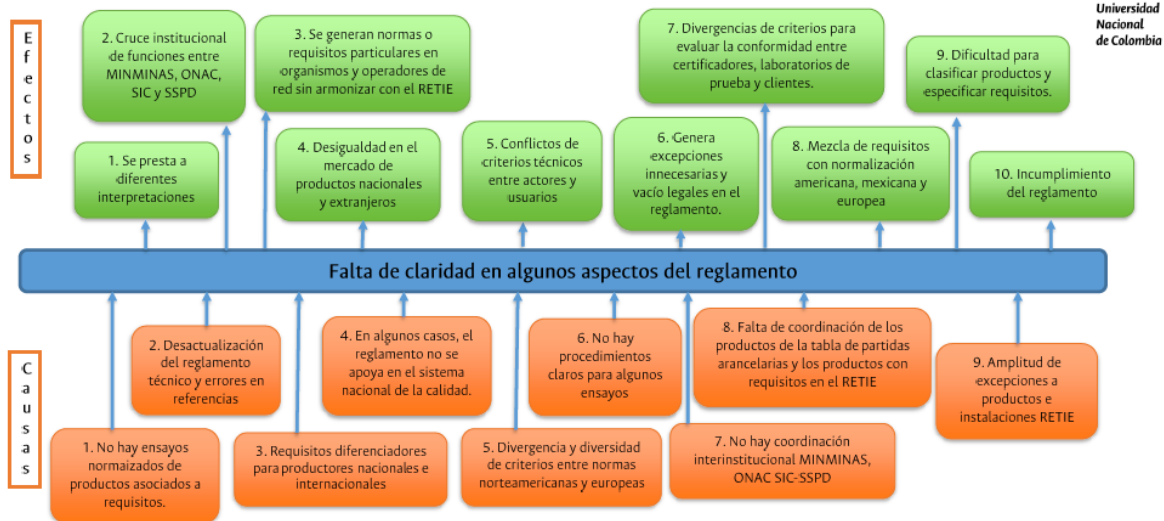 Universidad
Nacional
de Colombia
E
f
e
c
t
o
s
2. Cruce institucional
de funciones entre
MINMINAS, ONAC,
SIC y SSPD
3. Se generan normas o
requisitos particulares en
organismos y operadores de
red sin armonizar con el RETIE
7. Divergencias de criterios para
evaluar la conformidad entre
certificadores, laboratorios de
prueba y clientes.
9. Dificultad para
clasificar productos y
especificar requisitos.
1. Se presta a
diferentes
interpretaciones
4. Desigualdad en el
mercado de
productos nacionales
y extranjeros
5. Conflictos de
criterios técnicos
entre actores y
usuarios
6. Genera
excepciones
innecesarias y
vacío legales en el
reglamento.
8. Mezcla de requisitos
con normalización
americana, mexicana y
europea
10. Incumplimiento
del reglamento
Falta de claridad en algunos aspectos del reglamento
C
a
u
s
a
s
2. Desactualización
del reglamento
técnico y errores en
referencias
4. En algunos casos, el
reglamento no se
apoya en el sistema
nacional de la calidad.
6. No hay
procedimientos
claros para algunos
ensayos
8. Falta de coordinación de los
productos de la tabla de partidas
arancelarias y los productos con
requisitos en el RETIE
9. Amplitud de
excepciones a
productos e
instalaciones RETIE
1. No hay ensayos
normaizados de
productos asociados a
requisitos.
3. Requisitos diferenciadores
para productores nacionales e
internacionales
5. Divergencia y diversidad
de criterios entre normas
norteamericanas y europeas
7. No hay coordinación
interinstitucional MINMINAS,
ONAC SIC-SSPD